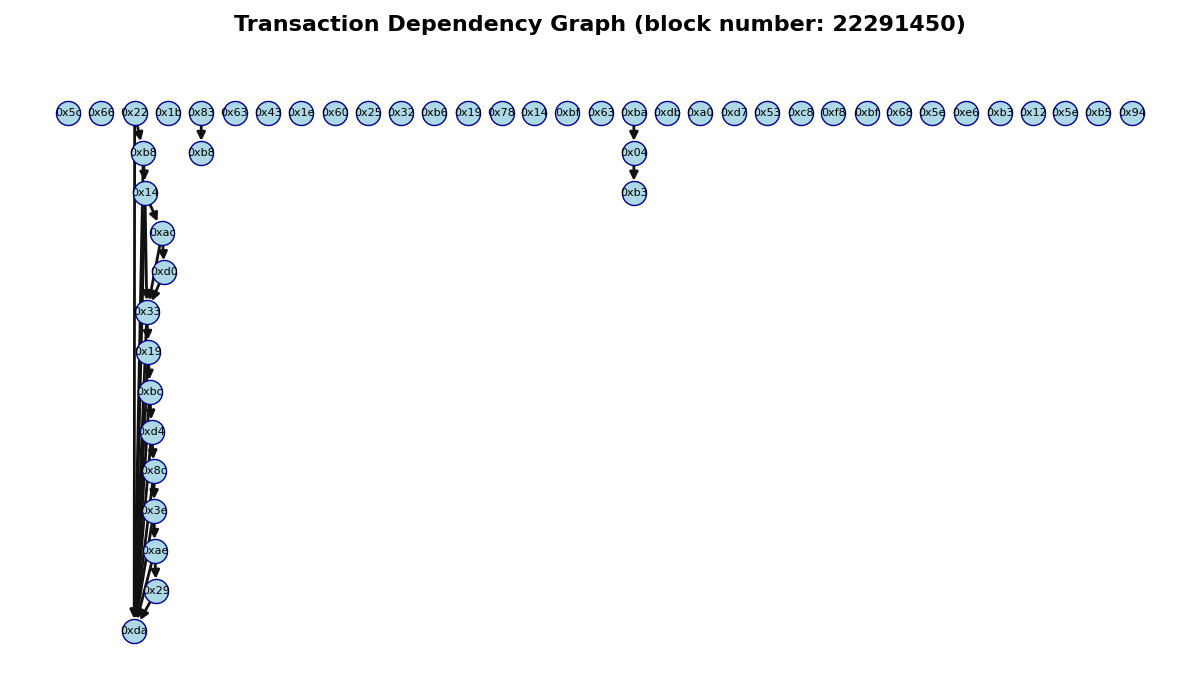 Transaction Dependency Graph (block number: 22291450)
0x5c 0x66 0x22 0x1b 0x83 0x63 0x43 0x1e 0x60 0x25 0x32 0xb6 0x19 0x78 0x14 0xbf 0x63 0xba 0xdb 0xa0 0xd7 0x53 0xc8 0xf8 0xbf 0x68 0x5e 0xe6 0xb3 0x12 0x5e 0xb5 0x94
0xb8 0xb8 0x04
0x14 0xb3
0xac
0xd0
0x33
0x19
0xbc
0xd4
0x8c
0x3e
0xae
0x29
0xda